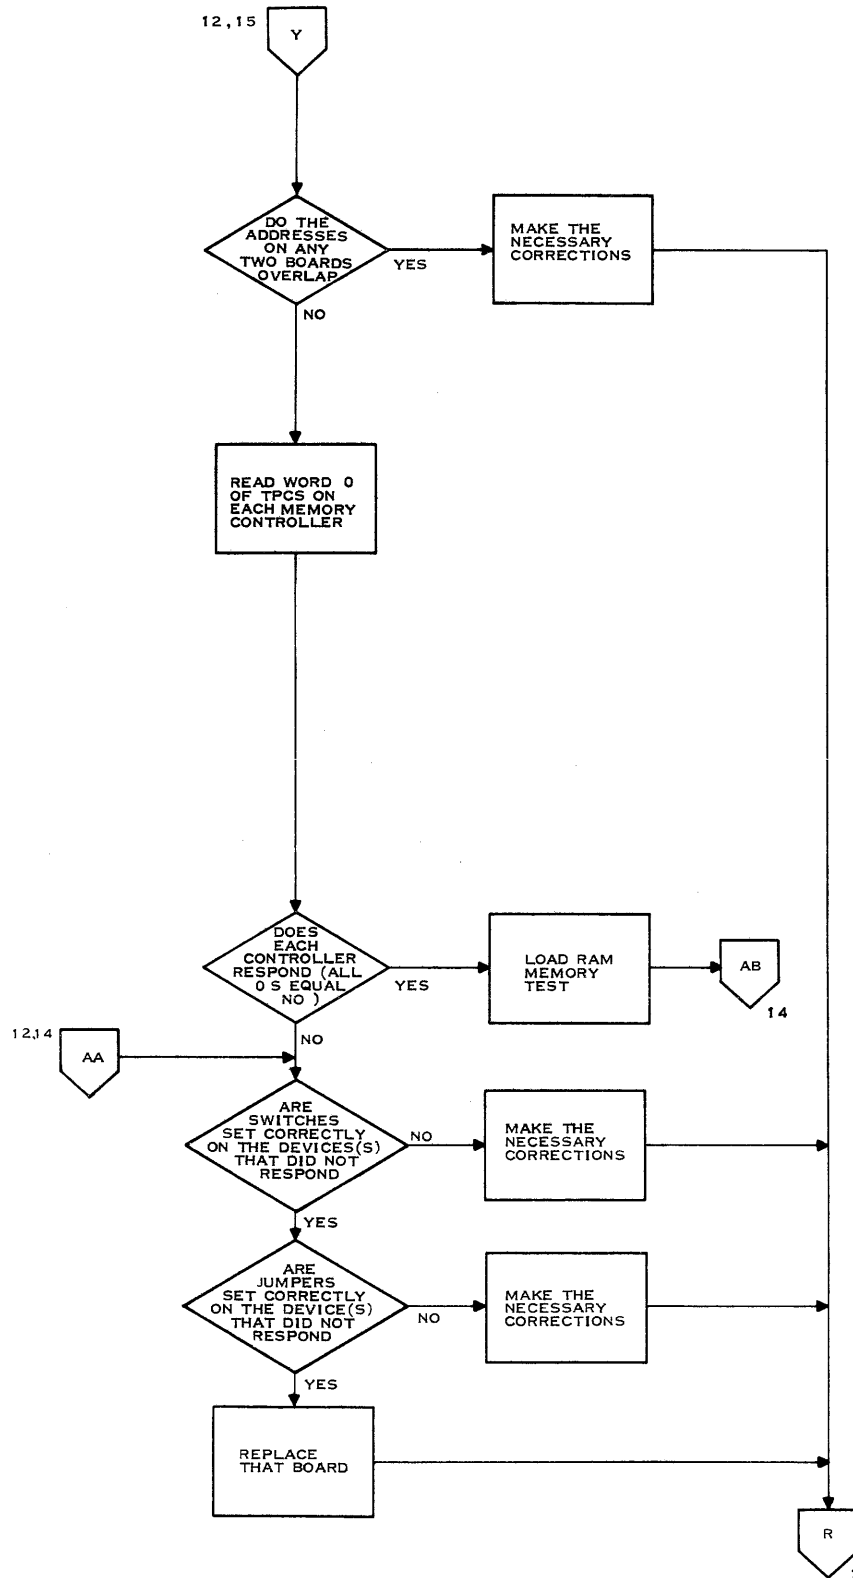 12,15
Y
DO THE
ADDRESSES
ON ANY
TWO BOARDS
OVERLAP
YES
MAKE THE
NECESSARY
CORRECTIONS
NO
READ WORD 0
OF TPCS ON
EACH MEMORY
CONTROLLER
DOES
EACH
CONTROLLER
RESPOND (ALL
0 S EQUAL
NO )
YES
LOAD RAM
MEMORY
TEST
AB
14
NO
12,14
AA
ARE
SWITCHES
SET CORRECTLY
ON THE DEVICES(S)
THAT DID NOT
RESPOND
NO
MAKE THE
NECESSARY
CORRECTIONS
YES
ARE
JUMPERS
SET CORRECTLY
ON THE DEVICE(S)
THAT DID NOT
RESPOND
NO
MAKE THE
NECESSARY
CORRECTIONS
YES
REPLACE
THAT BOARD
R